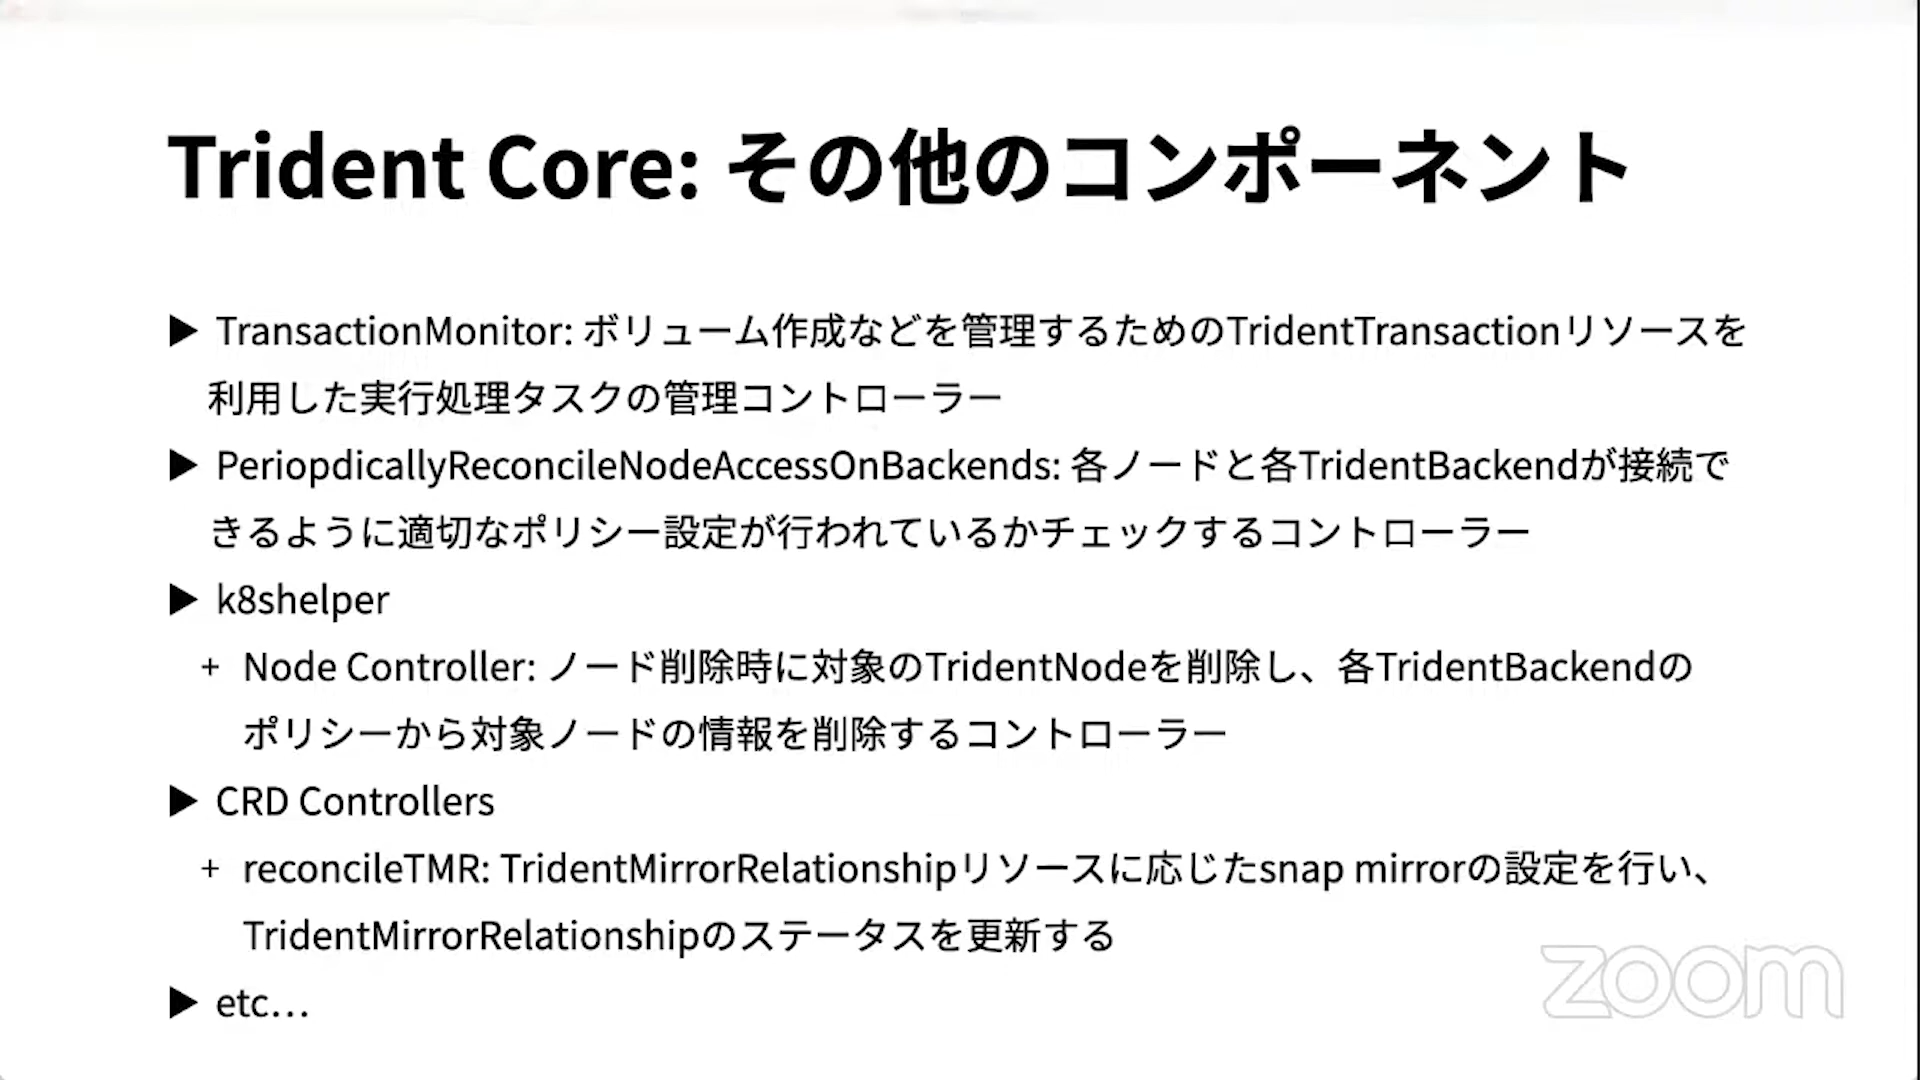 Trident Core: その他のコンポーネント
▶ TransactionMonitor: ボリューム作成などを管理するためのTridentTransactionリソースを
利用した実行処理タスクの管理コントローラー
▶ PeriopdicallyReconcileNodeAccessOnBackends: 各ノードと各TridentBackendが接続で
きるように適切なポリシー設定が行われているかチェックするコントローラー
▶ k8shelper
+ Node Controller: ノード削除時に対象のTridentNodeを削除し、各TridentBackendの
ポリシーから対象ノードの情報を削除するコントローラー
▶ CRD Controllers
+ reconcileTMR: TridentMirrorRelationshipリソースに応じたsnap mirrorの設定を行い、
TridentMirrorRelationshipのステータスを更新する
▶ etc…
zoom